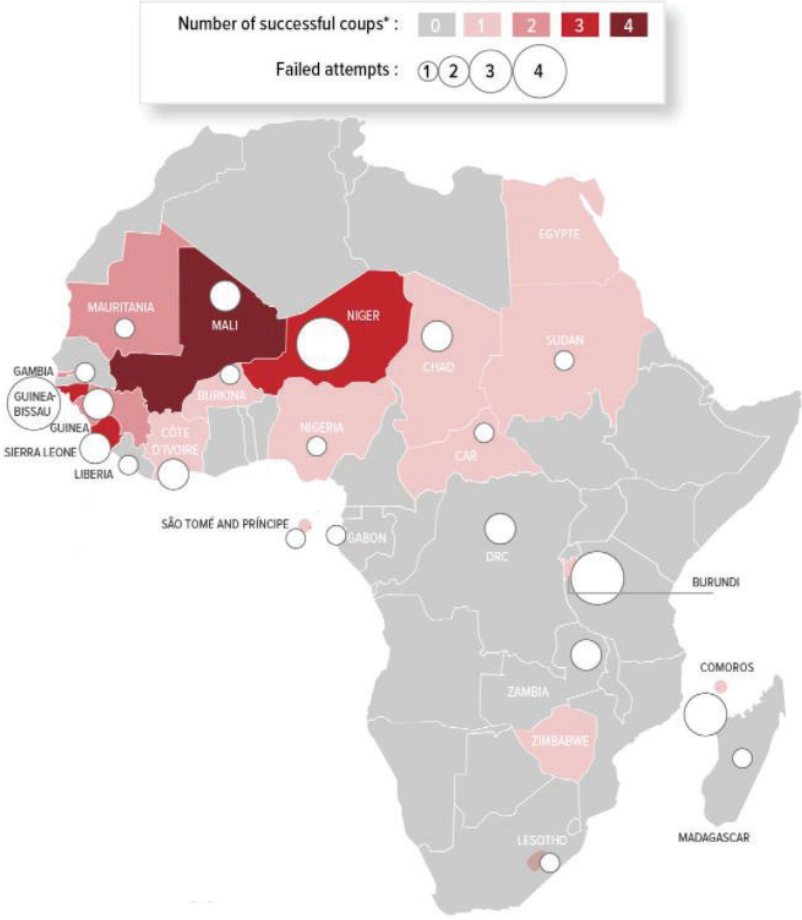 Number of successful coups* : 0 1 2 3 4
Failed attempts : 1 2 3 4
EGYPTE
MAURITANIA
MALI
NIGER
SUDAN
CHAD
GAMBIA
BURKINA
GUINEA-
BISSAU
GUINEA
NIGERIA
CÔTE
D'IVOIRE
SIERRA LEONE
CAR
LIBERIA
SÃO TOMÉ AND PRÍNCIPE
GABON
DRC
BURUNDI
COMOROS
ZAMBIA
ZIMBABWE
MADAGASCAR
LESOTHO